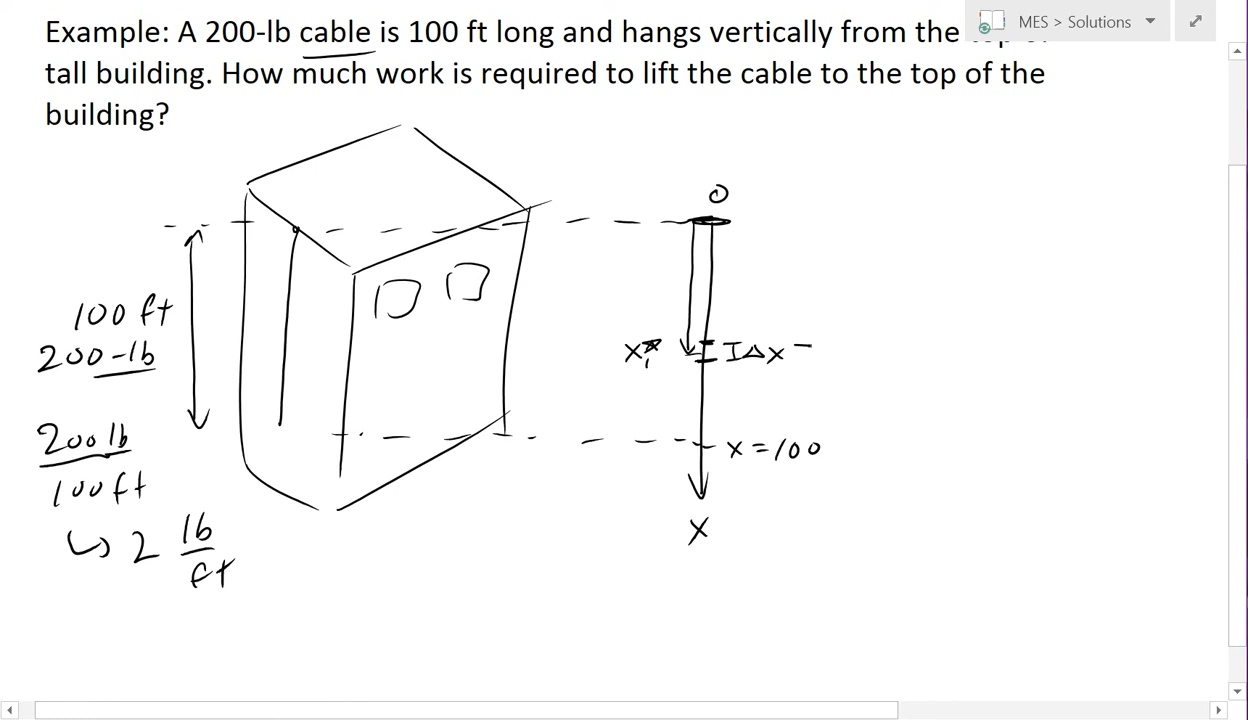 MES > Solutions
Example: A 200-lb cable is 100 ft long and hangs vertically from the
tall building. How much work is required to lift the cable to the top of the
building?
0
100 ft
200-lb
xᵢ* Δx
200 lb
x = 100
100 ft
x
↳ 2 lb
ft